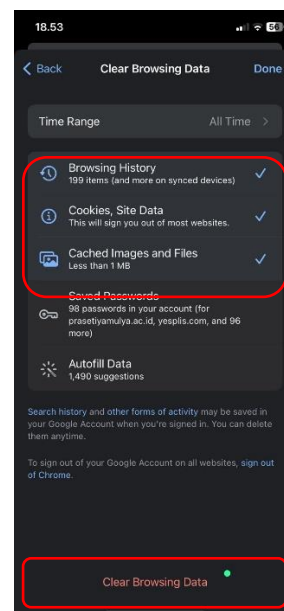 18.53
56
Back
Clear Browsing Data
Done
Time Range
All Time
Browsing History
199 items (and more on synced devices)
Cookies, Site Data
This will sign you out of most websites.
Cached Images and Files
Less than 1 MB
Saved Passwords
98 passwords in your account (for
prasetiyamulya.ac.id, yesplis.com, and 96
more)
Autofill Data
1,490 suggestions
Search history and other forms of activity may be saved in
your Google Account when you're signed in. You can delete
them anytime.
To sign out of your Google Account on all websites, sign out
of Chrome.
Clear Browsing Data